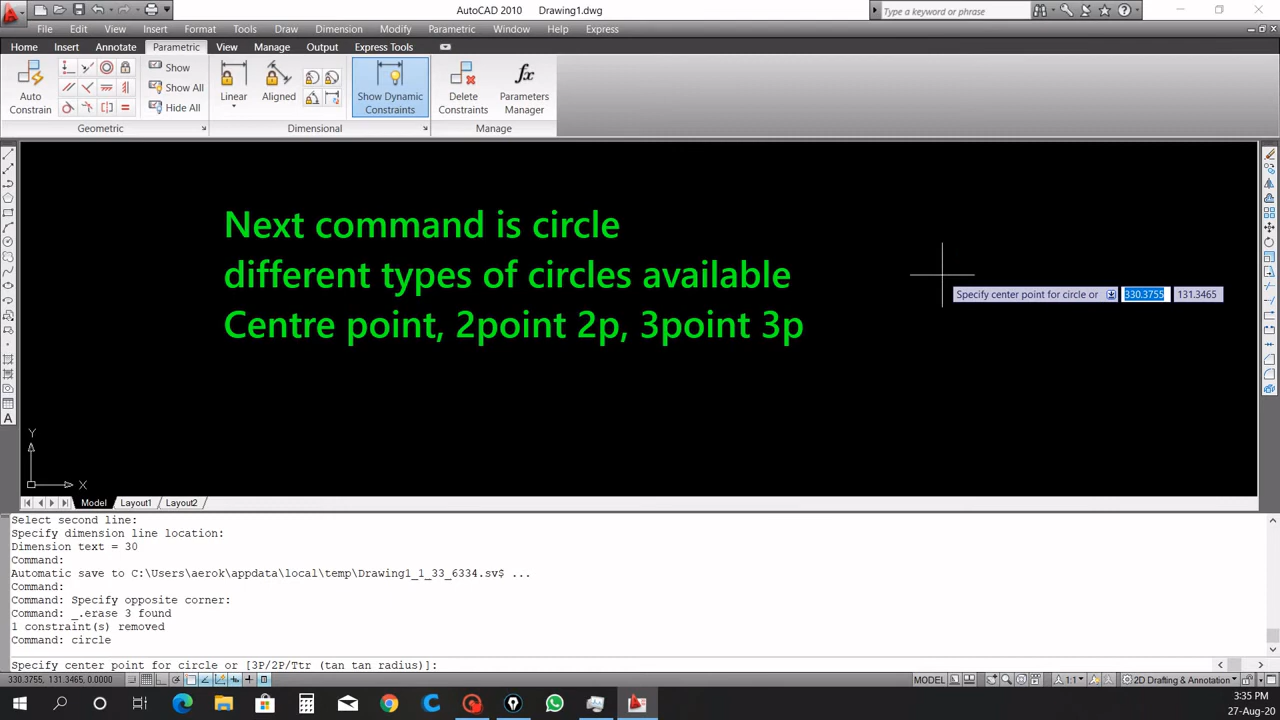 AutoCAD 2010 Drawing1.dwg
Type a keyword or phrase
File Edit View Insert Format Tools Draw Dimension Modify Parametric Window Help Express
Home Insert Annotate Parametric View Manage Output Express Tools
Auto Constrain
Show
Show All
Hide All
Linear
Aligned
Show Dynamic Constraints
Delete Constraints
fx
Parameters Manager
Geometric
Dimensional
Manage
Next command is circle
different types of circles available
Centre point, 2point 2p, 3point 3p
Specify center point for circle or 330.3755 131.3465
Y
X
A
Model Layout1 Layout2
Select second line:
Specify dimension line location:
Dimension text = 30
Command:
Automatic save to C:\Users\aerok\appdata\local\temp\Drawing1_1_33_6334.sv$ ...
Command:
Command: Specify opposite corner:
Command: _.erase 3 found
1 constraint(s) removed
Command: circle
Specify center point for circle or [3P/2P/Ttr (tan tan radius)]:
330.3755, 131.3465, 0.0000
MODEL
1:1
2D Drafting & Annotation
3:35 PM
27-Aug-20